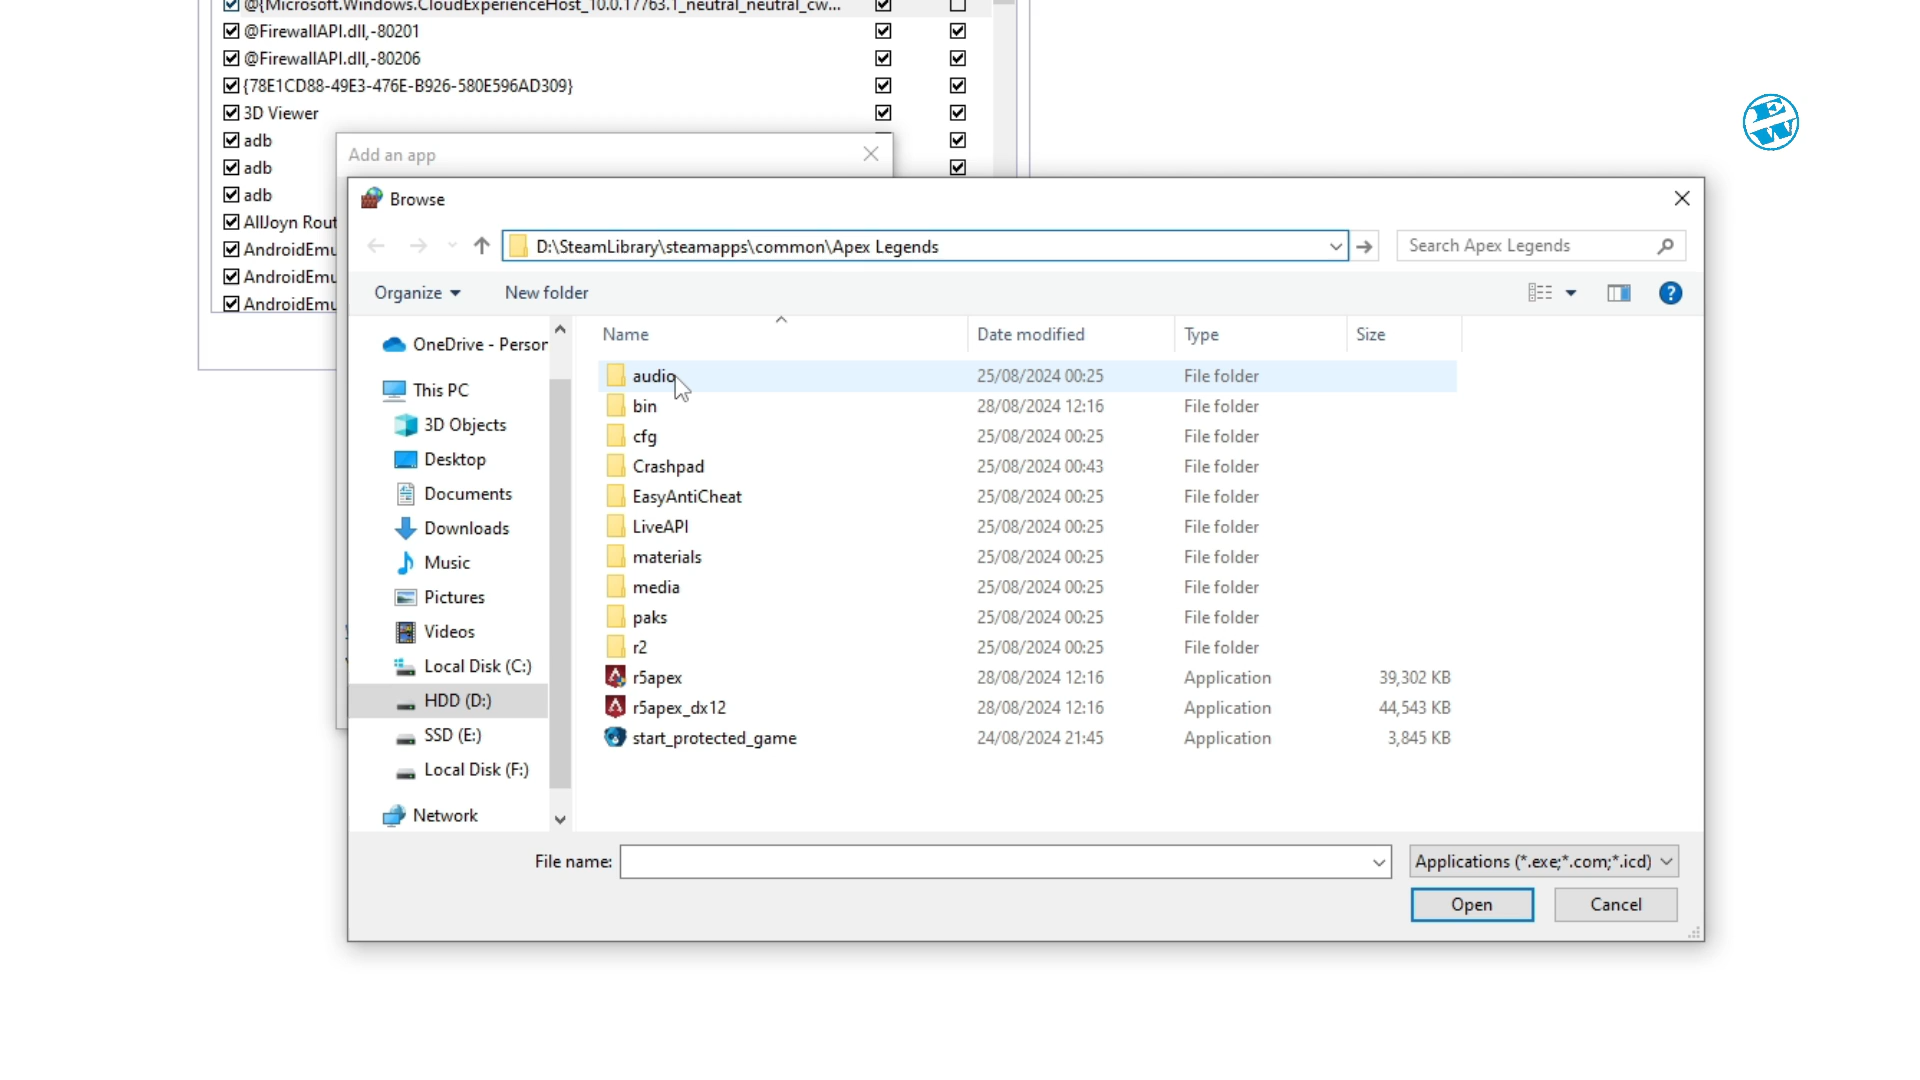 @{Microsoft.Windows.CloudExperienceHost_10.0.17763.1_neutral_neutral_cw...
@FirewallAPI.dll,-80201
@FirewallAPI.dll,-80206
{78E1CD88-49E3-476E-B926-580E596AD309}
3D Viewer
adb
adb
adb
AllJoyn Rout
AndroidEmu
AndroidEmu
AndroidEmu
Add an app
EW
Browse
D:\SteamLibrary\steamapps\common\Apex Legends
Search Apex Legends
Organize
New folder
?
OneDrive - Person
This PC
3D Objects
Desktop
Documents
Downloads
Music
Pictures
Videos
Local Disk (C:)
HDD (D:)
SSD (E:)
Local Disk (F:)
Network
Name Date modified Type Size
audio 25/08/2024 00:25 File folder
bin 28/08/2024 12:16 File folder
cfg 25/08/2024 00:25 File folder
Crashpad 25/08/2024 00:43 File folder
EasyAntiCheat 25/08/2024 00:25 File folder
LiveAPI 25/08/2024 00:25 File folder
materials 25/08/2024 00:25 File folder
media 25/08/2024 00:25 File folder
paks 25/08/2024 00:25 File folder
r2 25/08/2024 00:25 File folder
r5apex 28/08/2024 12:16 Application 39,302 KB
r5apex_dx12 28/08/2024 12:16 Application 44,543 KB
start_protected_game 24/08/2024 21:45 Application 3,845 KB
File name:
Applications (*.exe;*.com;*.icd)
Open
Cancel